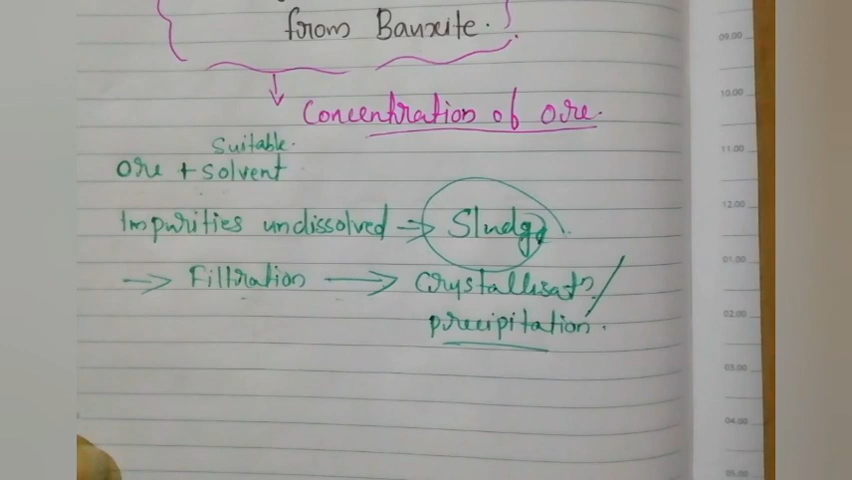 from Bauxite.
Concentration of Ore.
Suitable.
Ore + Solvent
Impurities undissolved → Sludge
→ Filtration → Crystallisatn/
precipitation.
09.00
10.00
11.00
12.00
01.00
02.00
03.00
04.00
05.00